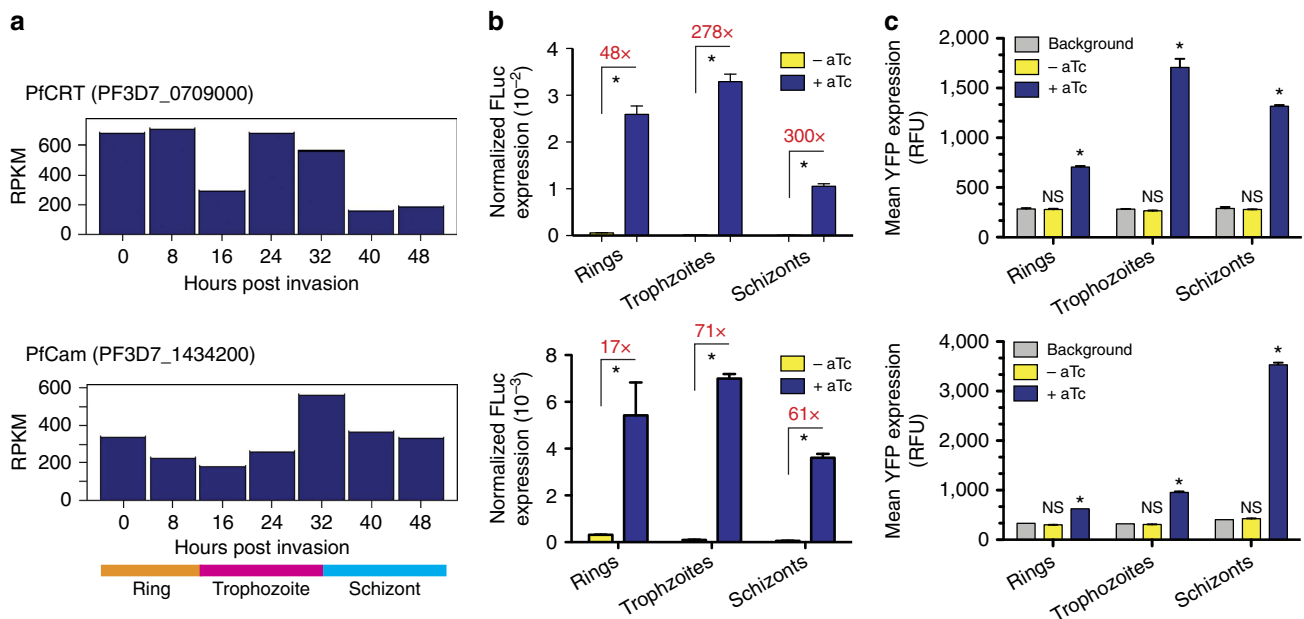 a
PfCRT (PF3D7_0709000)
RPKM
600
400
200
0
0 8 16 24 32 40 48
Hours post invasion
PfCam (PF3D7_1434200)
RPKM
600
400
200
0
0 8 16 24 32 40 48
Hours post invasion
Ring Trophozoite Schizont
b
Normalized FLuc
expression (10−2)
4
3
2
1
0
48×
*
278×
*
300×
*
– aTc
+ aTc
Rings Trophzoites Schizonts
Normalized FLuc
expression (10−3)
8
6
4
2
0
17×
*
71×
*
61×
*
– aTc
+ aTc
Rings Trophzoites Schizonts
c
Mean YFP expression
(RFU)
2,000
1,500
1,000
500
0
Background
– aTc
+ aTc
NS * NS * NS *
Rings Trophozoites Schizonts
Mean YFP expression
(RFU)
4,000
3,000
4,000
1,000
0
Background
– aTc
+ aTc
NS * NS * NS *
Rings Trophozoites Schizonts